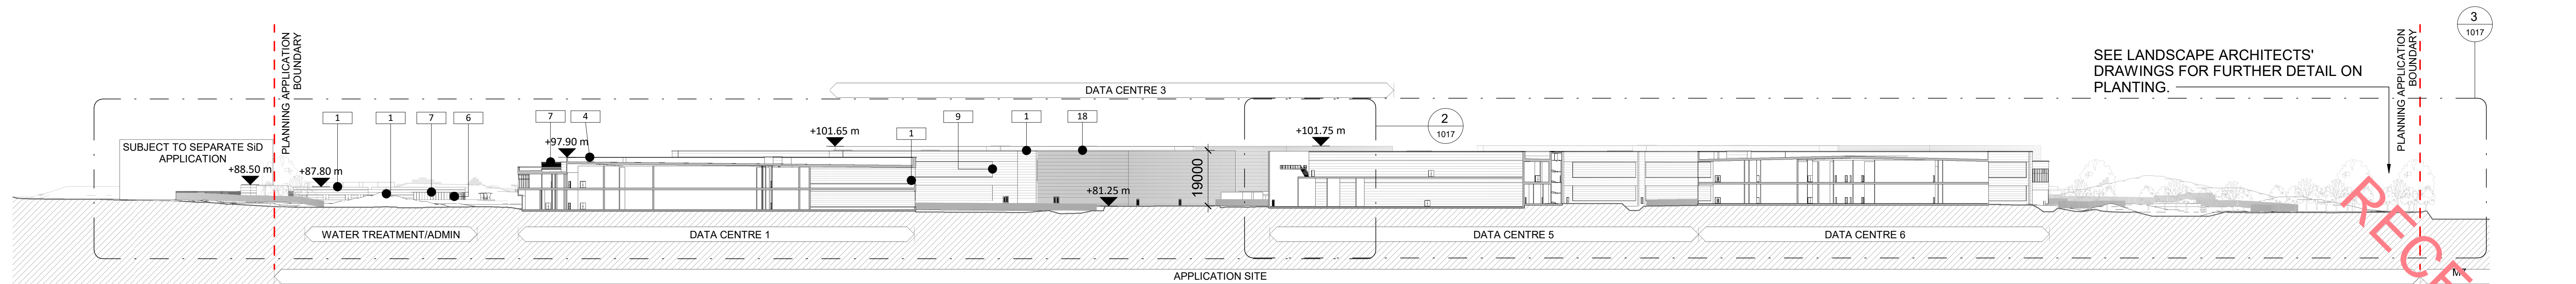 3
1017
PLANNING APPLICATION
BOUNDARY
PLANNING APPLICATION
BOUNDARY
SEE LANDSCAPE ARCHITECTS'
DRAWINGS FOR FURTHER DETAIL ON
PLANTING.
DATA CENTRE 3
1
1
7
6
7
4
1
9
1
18
2
1017
SUBJECT TO SEPARATE SiD
APPLICATION
+88.50 m
+87.80 m
+97.90 m
+101.65 m
+101.75 m
+81.25 m
19000
WATER TREATMENT/ADMIN
DATA CENTRE 1
DATA CENTRE 5
DATA CENTRE 6
APPLICATION SITE